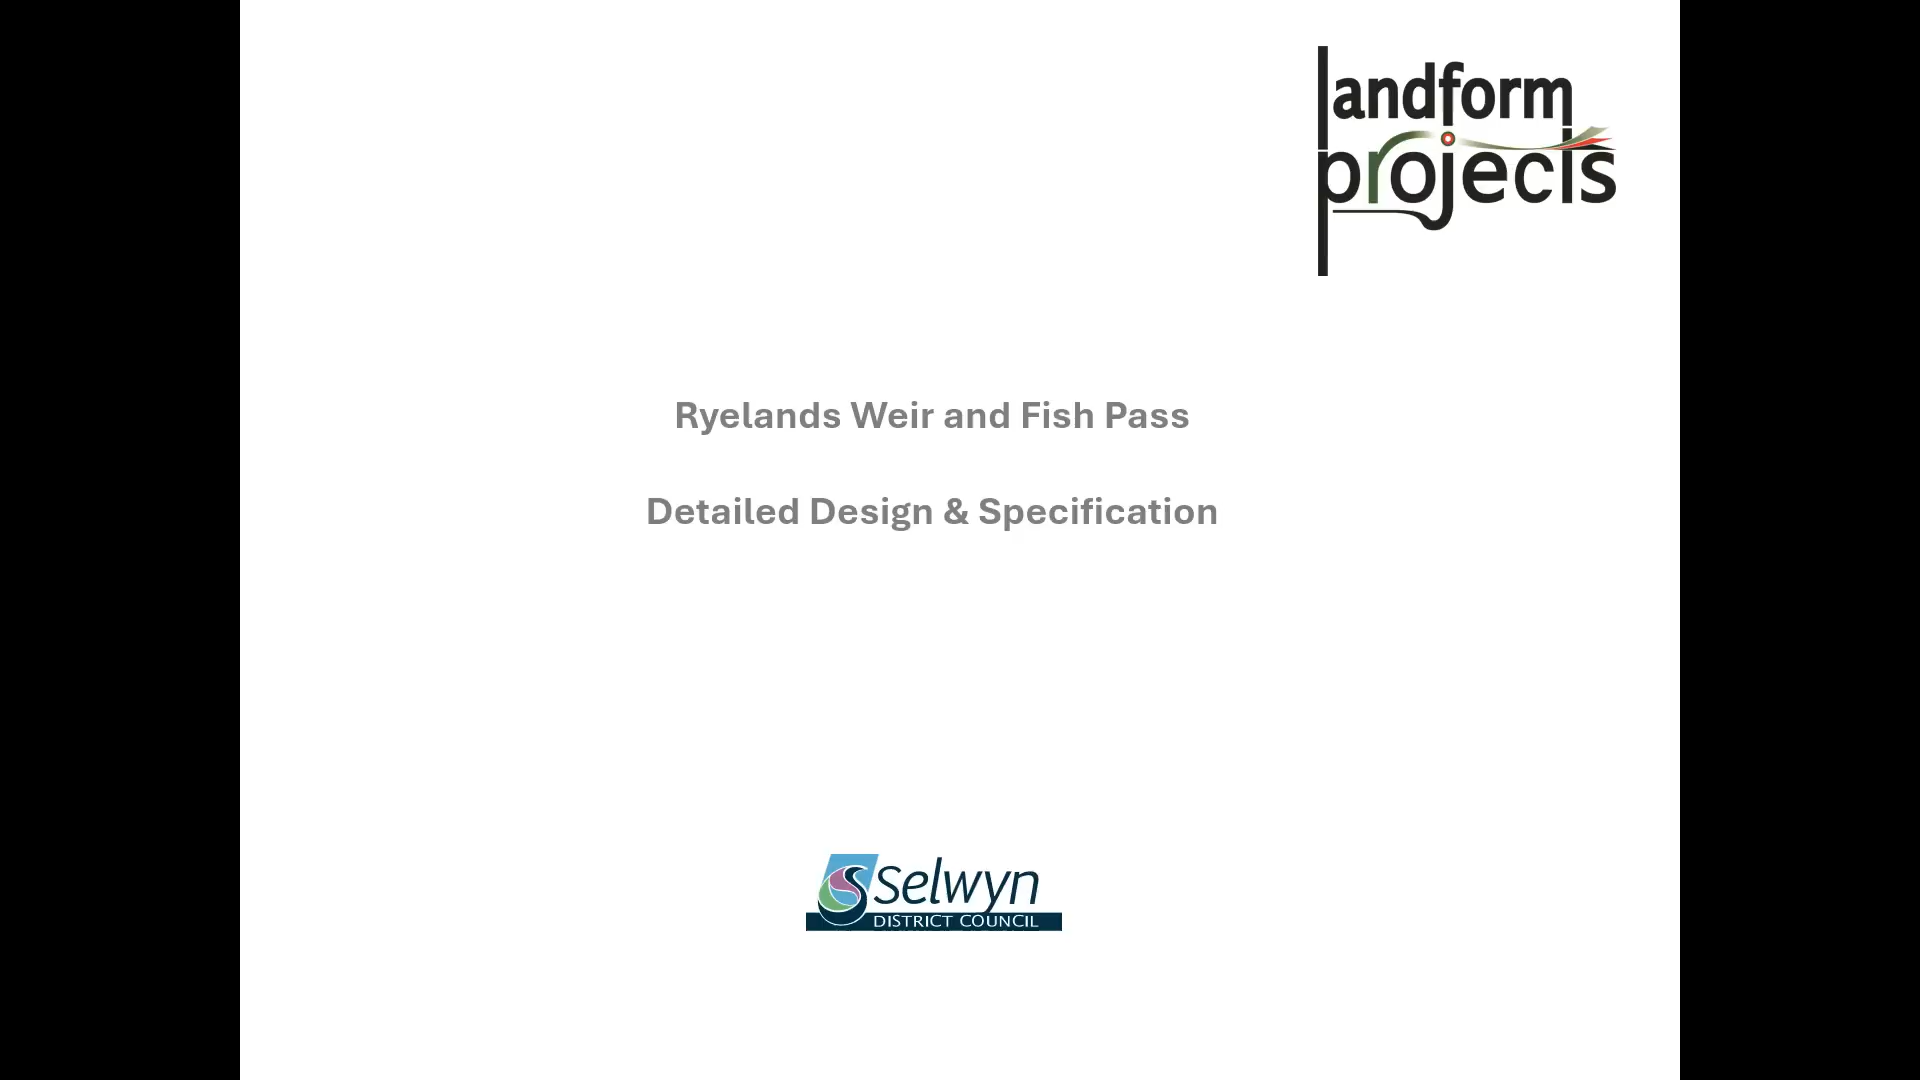 landform
projects
Ryelands Weir and Fish Pass
Detailed Design & Specification
Selwyn
DISTRICT COUNCIL